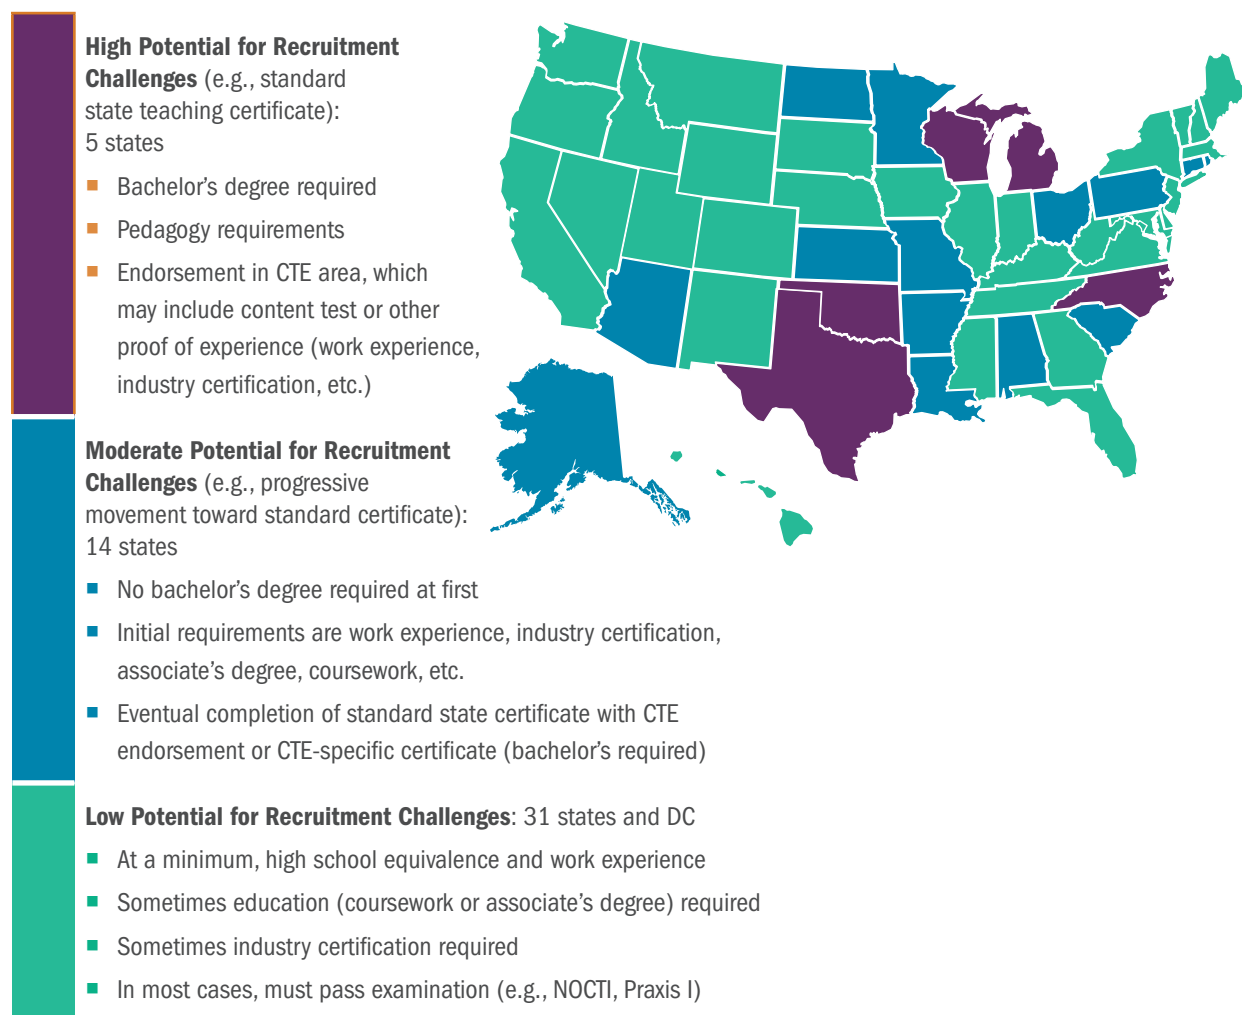 High Potential for Recruitment
Challenges (e.g., standard
state teaching certificate):
5 states
Bachelor’s degree required
Pedagogy requirements
Endorsement in CTE area, which
may include content test or other
proof of experience (work experience,
industry certification, etc.)
Moderate Potential for Recruitment
Challenges (e.g., progressive
movement toward standard certificate):
14 states
No bachelor’s degree required at first
Initial requirements are work experience, industry certification,
associate’s degree, coursework, etc.
Eventual completion of standard state certificate with CTE
endorsement or CTE-specific certificate (bachelor’s required)
Low Potential for Recruitment Challenges: 31 states and DC
At a minimum, high school equivalence and work experience
Sometimes education (coursework or associate’s degree) required
Sometimes industry certification required
In most cases, must pass examination (e.g., NOCTI, Praxis I)